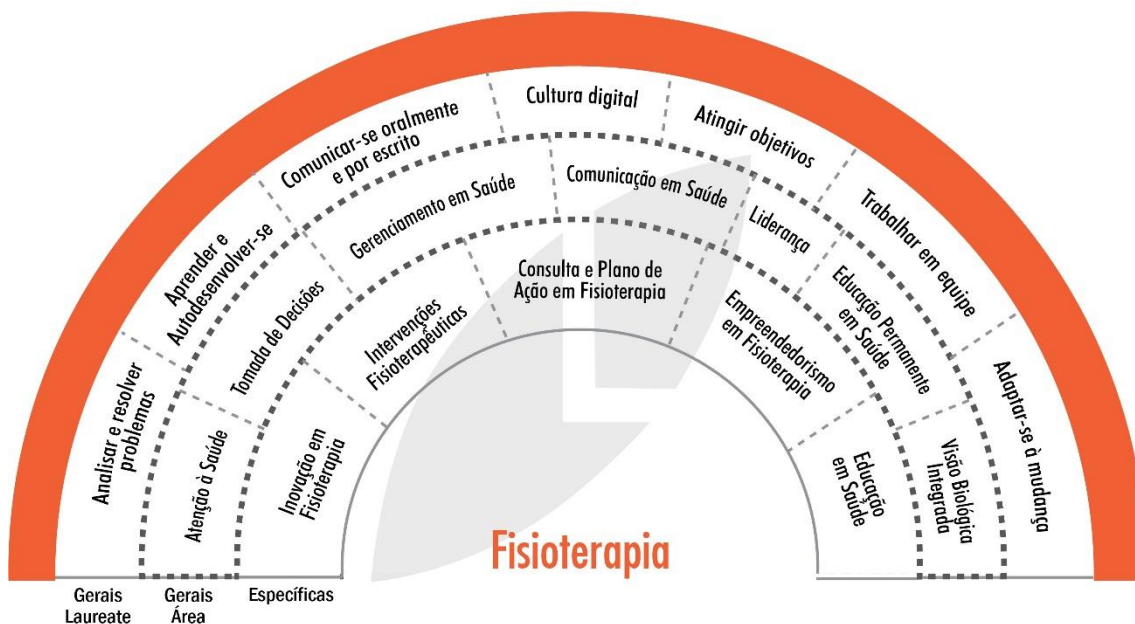 Analisar e resolver
problemas
Aprender e
Autodesenvolver-se
Comunicar-se oralmente
e por escrito
Cultura digital
Atingir objetivos
Trabalhar em equipe
Adaptar-se à mudança
Atenção à Saúde
Tomada de Decisões
Gerenciamento em Saúde
Comunicação em Saúde
Liderança
Educação Permanente
em Saúde
Visão Biológica
Integrada
Inovação em
Fisioterapia
Intervenções
Fisioterapêuticas
Consulta e Plano de
Ação em Fisioterapia
Empreendedorismo
em Fisioterapia
Educação
em Saúde
Fisioterapia
Gerais
Laureate
Gerais
Área
Específicas